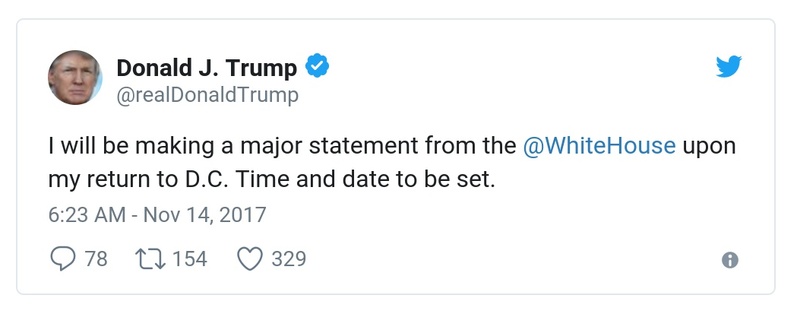 Donald J. Trump
@realDonaldTrump
I will be making a major statement from the @WhiteHouse upon
my return to D.C. Time and date to be set.
6:23 AM - Nov 14, 2017
78 154 329